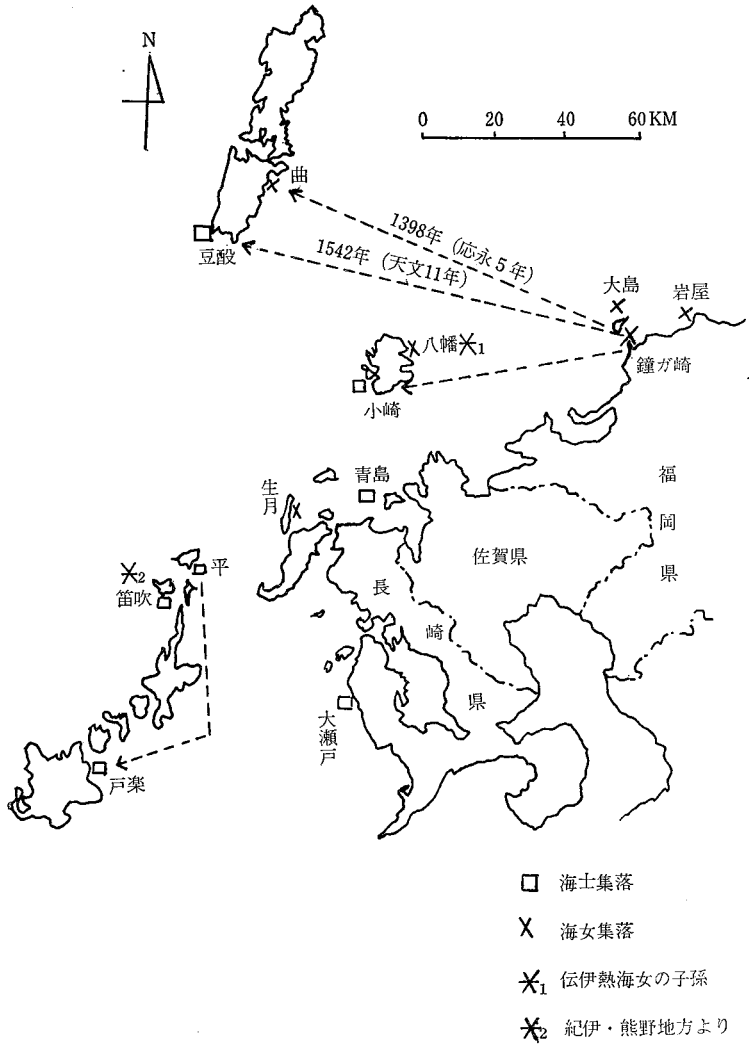 N
0 20 40 60 KM
曲
1398年（応永５年）
1542年（天文11年）
豆酘
大島
岩屋
鐘ガ崎
八幡 1
小崎
生月
青島
福岡県
佐賀県
長崎県
2
平
笛吹
大瀬戸
戸楽
海士集落
海女集落
1 伝伊熱海女の子孫
2 紀伊・熊野地方より